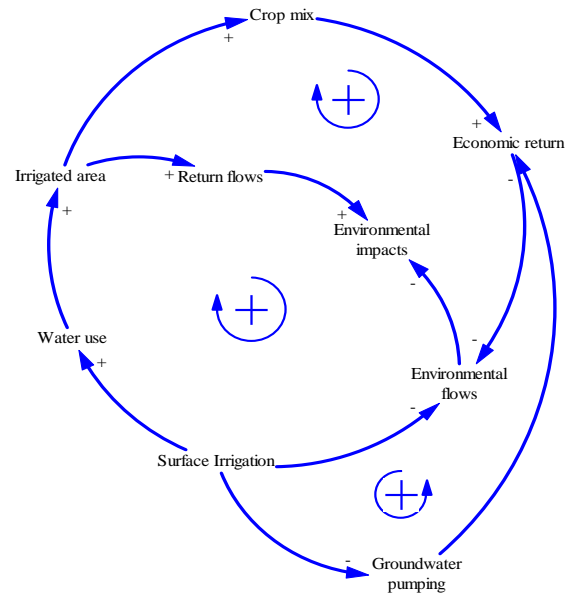 Crop mix
+
+
+
Economic return
-
Irrigated area
+
Return flows
+
+
Environmental
impacts
-
Water use
+
-
Environmental
flows
-
Surface Irrigation
-
Groundwater
pumping
+
+
+